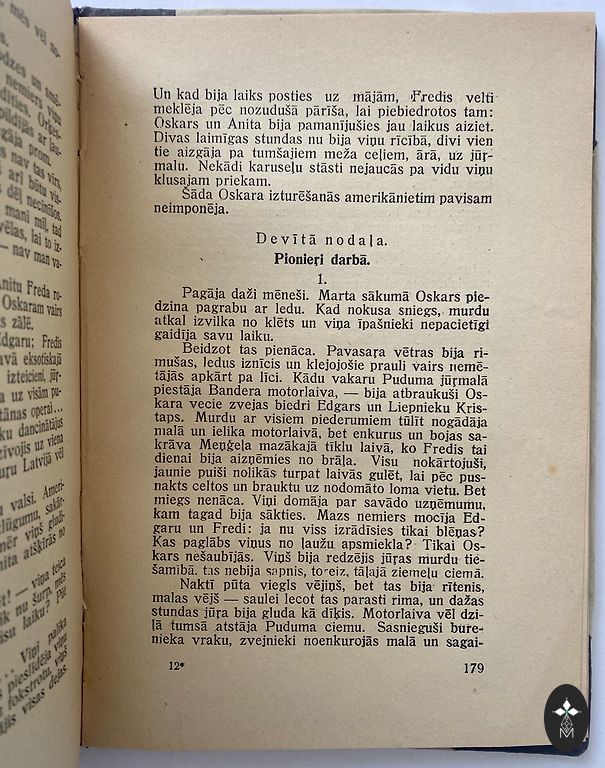 Un kad bija laiks posties uz mājām, Fredis velti
meklēja pēc nozudušā pārīša, lai piebiedrotos tam:
Oskars un Anita bija pamanījušies jau laikus aiziet.
Divas laimīgas stundas nu bija viņu rīcībā, divi vien
tie aizgāja pa tumšajiem meža ceļiem, ārā, uz jūŗ-
malu. Nekādi karuseļu stāsti nejaucās pa vidu viņu
klusajam priekam.
Šāda Oskara izturēšanās amerikānietim pavisam
neimponēja.
Devītā nodaļa.
Pionieŗi darbā.
1.
Pagāja daži mēneši. Marta sākumā Oskars pie-
dzina pagrabu ar ledu. Kad nokusa sniegs, murdu
atkal izvilka no klēts un viņa īpašnieki nepacietīgi
gaidīja savu laiku.
Beidzot tas pienāca. Pavasaŗa vētras bija ri-
mušas, ledus iznīcis un klejojošie prauli vairs nemē-
tājās apkārt pa līci. Kādu vakaru Puduma jūŗmalā
piestāja Bandera motorlaiva, — bija atbraukuši Os-
kara vecie zvejas biedri Edgars un Liepnieku Kris-
taps. Murdu ar visiem piederumiem tūlīt nogādāja
malā un ielika motorlaivā, bet enkurus un bojas sa-
krāva Meņģeļa mazākajā tīklu laivā, ko Fredis tai
dienai bija aizņēmies no brāļa. Visu nokārtojuši,
jaunie puiši nolikās turpat laivās gulēt, lai pēc pus-
nakts celtos un brauktu uz nodomāto loma vietu. Bet
miegs nenāca. Viņi domāja par savādo uzņēmumu,
kam tagad bija sākties. Mazs nemiers mocīja Ed-
garu un Fredi: ja nu viss izrādīsies tikai blēņas?
Kas paglābs viņus no ļaužu apsmiekla? Tikai Os-
kars nešaubījās. Viņš bija redzējis jūras murdu tie-
šamībā. tas nebija sapnis, toreiz, tālajā ziemeļu ciemā.
Naktī pūta viegls vējiņš, bet tas bija rītenis,
malas vējš — saulei lecot tas parasti rima, un dažas
stundas jūŗa bija gluda kā dīķis. Motorlaiva vēl dzi-
ļā tumsā atstāja Puduma ciemu. Sasnieguši bure-
nieka vraku, zvejnieki noenkurojās malā un sagai-
12*
179